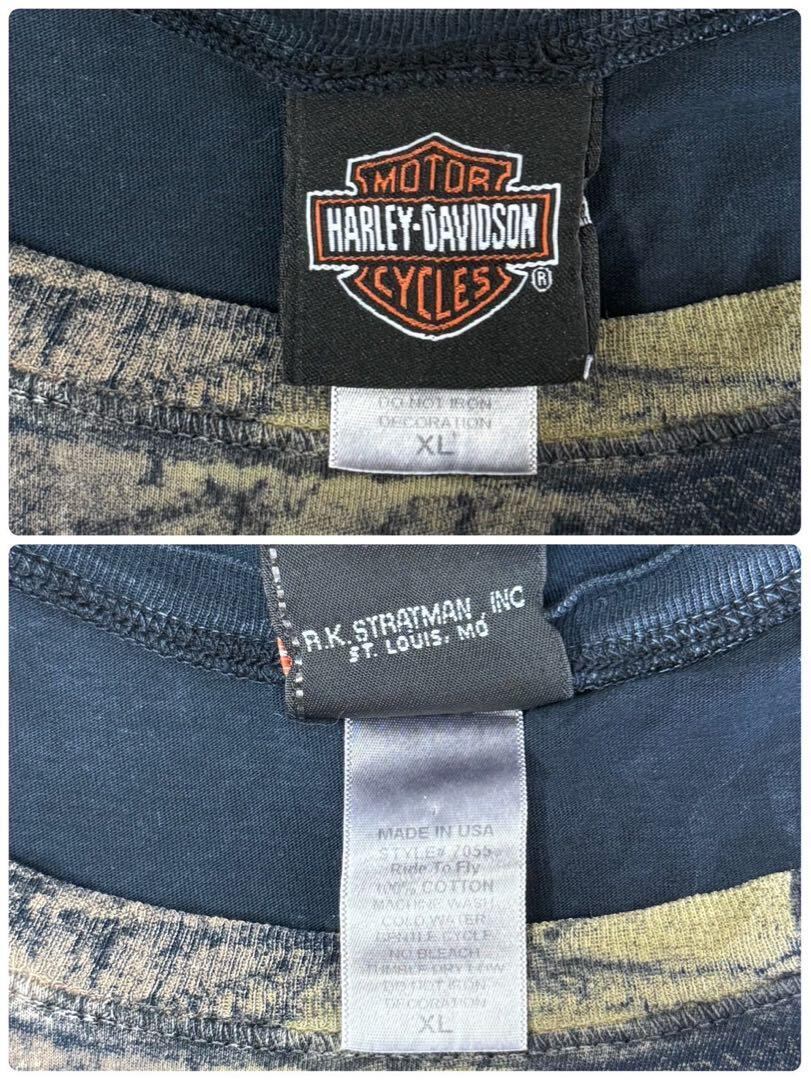 MOTOR
HARLEY-DAVIDSON
CYCLES
®
DO NOT IRON
DECORATION
XL
R.K. STRATMAN, INC
ST. LOUIS, MO
MADE IN USA
STYLE# 7055
Ride To Fly
100% COTTON
MACHINE WASH
COLD WATER
GENTLE CYCLE
NO BLEACH
TUMBLE DRY LOW
DO NOT IRON
DECORATION
XL